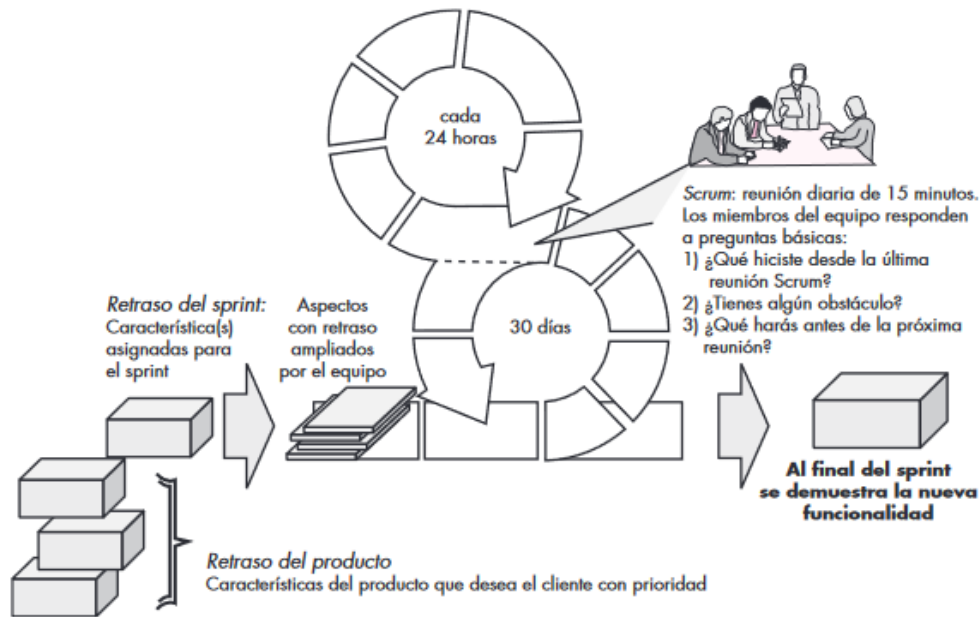 cada
24 horas
Scrum: reunión diaria de 15 minutos.
Los miembros del equipo responden
a preguntas básicas:
1) ¿Qué hiciste desde la última
reunión Scrum?
2) ¿Tienes algún obstáculo?
3) ¿Qué harás antes de la próxima
reunión?
Retraso del sprint:
Característica(s)
asignadas para
el sprint
Aspectos
con retraso
ampliados
por el equipo
30 días
Al final del sprint
se demuestra la nueva
funcionalidad
Retraso del producto
Características del producto que desea el cliente con prioridad